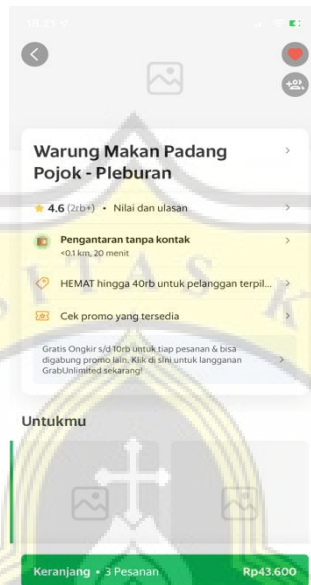 Warung Makan Padang
Pojok - Pleburan
4.6 (2rb+) • Nilai dan ulasan
Pengantaran tanpa kontak
<0.1 km, 20 menit
HEMAT hingga 40rb untuk pelanggan terpil...
Cek promo yang tersedia
Gratis Ongkir s/d 10rb untuk tiap pesanan & bisa
digabung promo lain. Klik di sini untuk langganan
GrabUnlimited sekarang!
Untukmu
Keranjang • 3 Pesanan Rp43.600